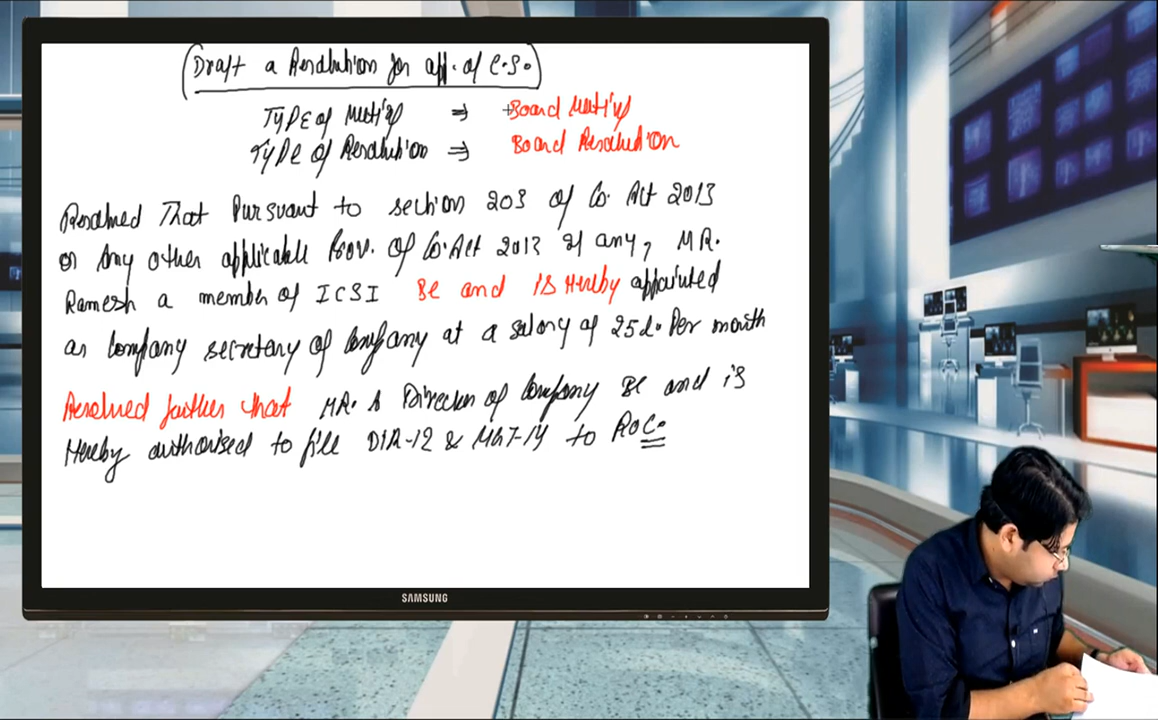 Draft a Resolution for app. of C.S.
TYPE of Meeting ⇒ Board Meeting
TYPE of Resolution ⇒ Board Resolution
Resolved That Pursuant to section 203 of Co. Act 2013
or Any other applicable Prov. of Co. Act 2013 if any, MR.
Ramesh a member of ICSI Be and is Hereby appointed
as Company secretary of Company at a salary of 25L. Per month
Resolved further that MR. A Director of Company Be and is
Hereby authorised to file DIR-12 & MGT-14 to ROC.
SAMSUNG